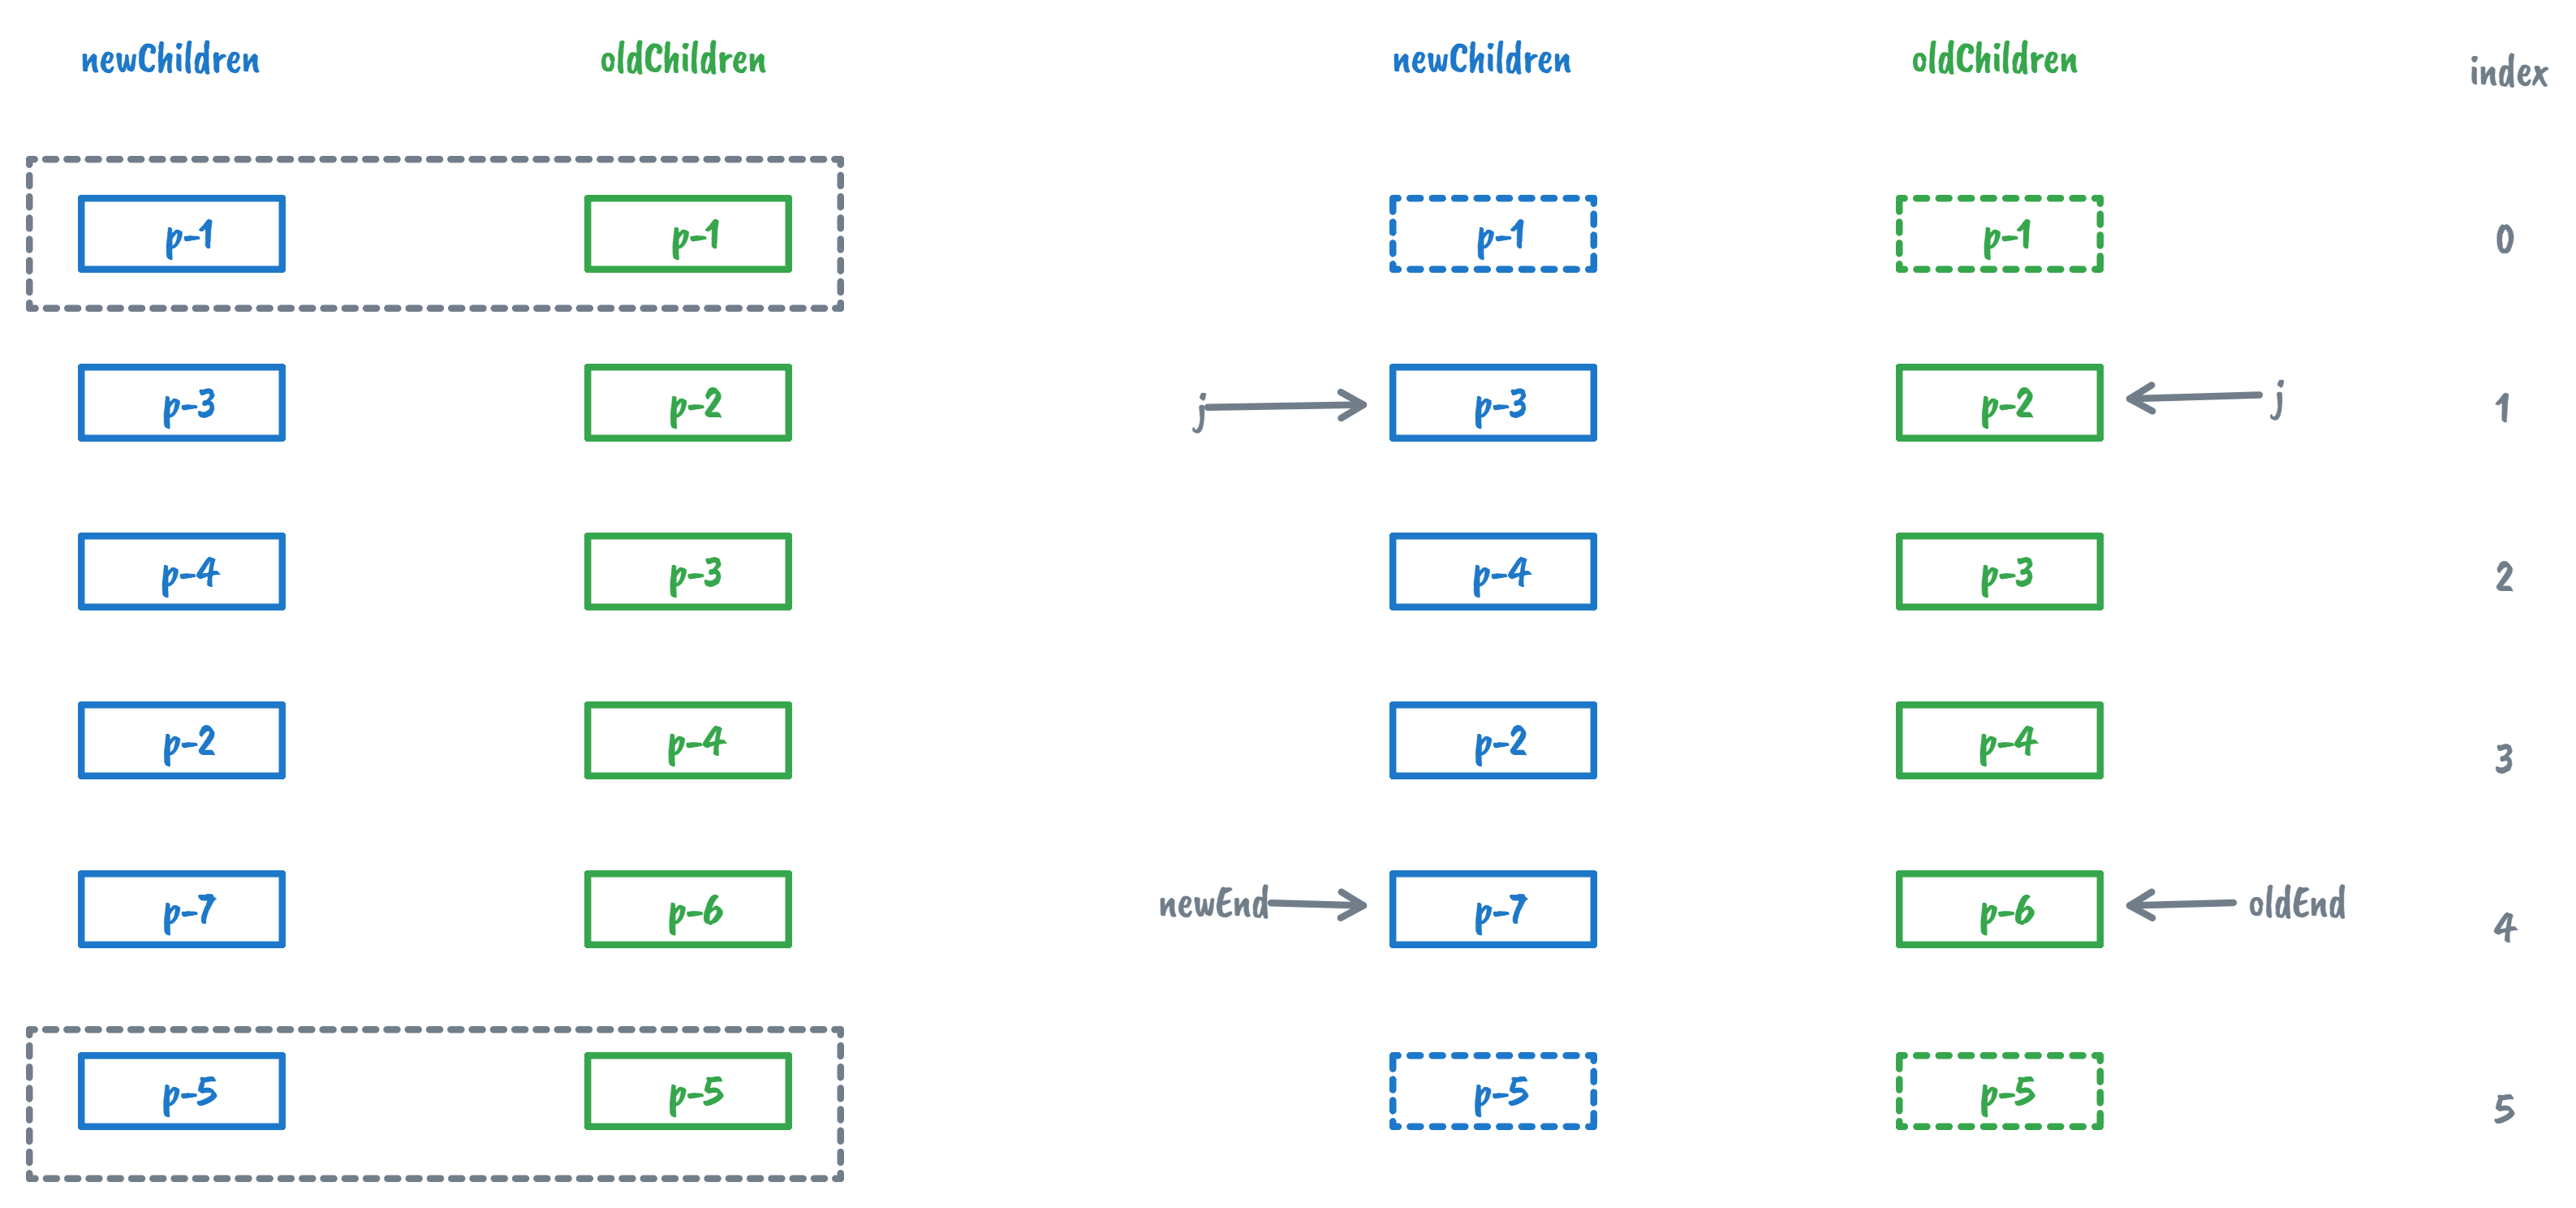 newChildren oldChildren newChildren oldChildren index
p-1 p-1 p-1 p-1 0
p-3 p-2 j p-3 p-2 j 1
p-4 p-3 p-4 p-3 2
p-2 p-4 p-2 p-4 3
p-7 p-6 newEnd p-7 p-6 oldEnd 4
p-5 p-5 p-5 p-5 5